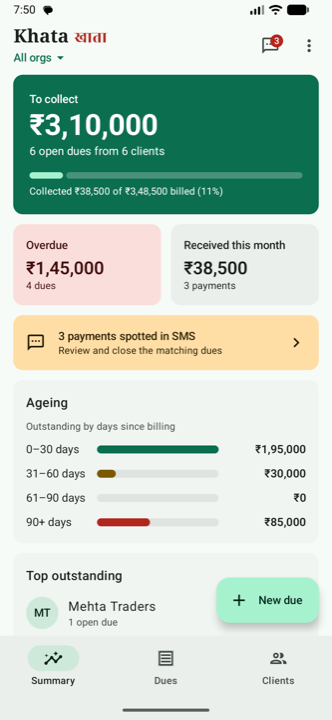 7:50
Khata खाता
3
All orgs
To collect
₹3,10,000
6 open dues from 6 clients
Collected ₹38,500 of ₹3,48,500 billed (11%)
Overdue
₹1,45,000
4 dues
Received this month
₹38,500
3 payments
3 payments spotted in SMS
Review and close the matching dues
Ageing
Outstanding by days since billing
0–30 days ₹1,95,000
31–60 days ₹30,000
61–90 days ₹0
90+ days ₹85,000
Top outstanding
MT Mehta Traders
1 open due
+ New due
Summary Dues Clients